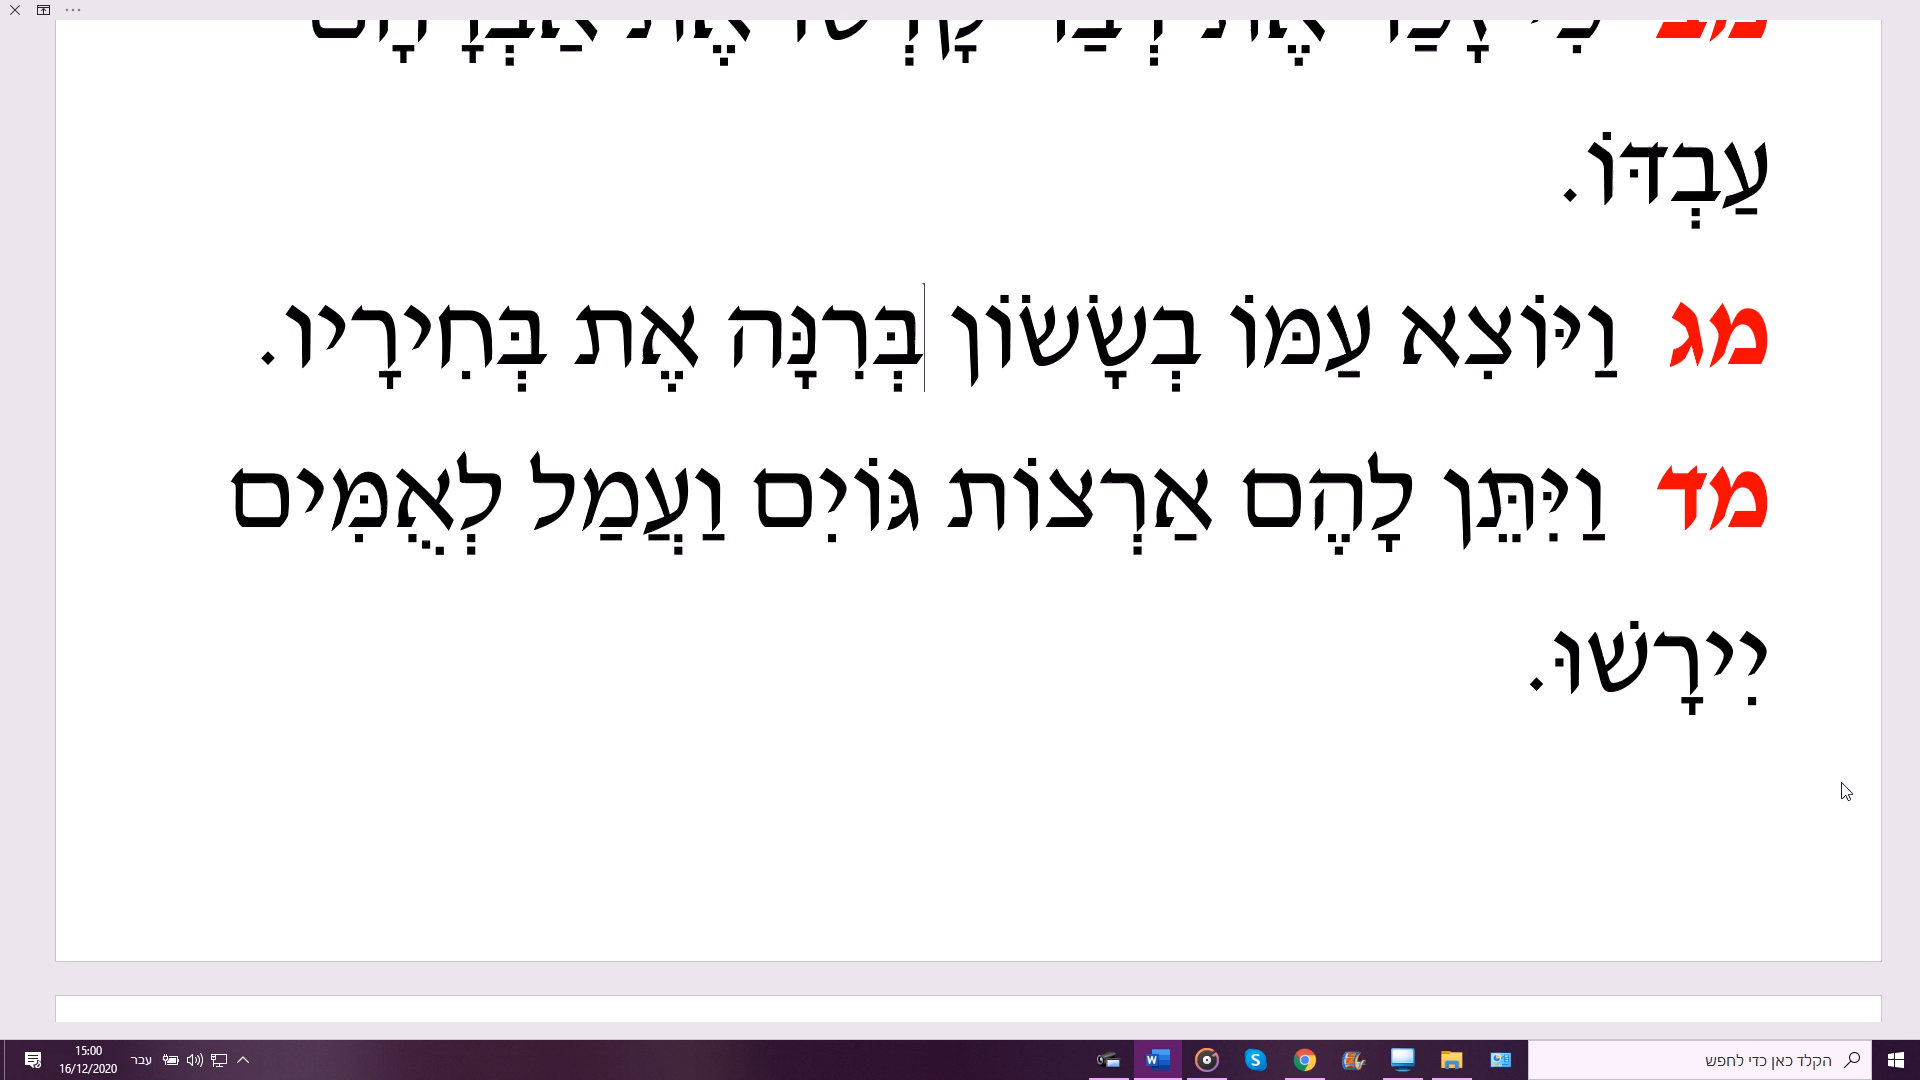 עַבְדּוֹ.
מג וַיּוֹצִא עַמּוֹ בְשָׂשׂוֹן בְּרִנָּה אֶת בְּחִירָיו.
מד וַיִּתֵּן לָהֶם אַרְצוֹת גּוֹיִם וַעֲמַל לְאֻמִּים
יִירָשׁוּ.
הקלד כאן כדי לחפש
עבר
15:00
16/12/2020